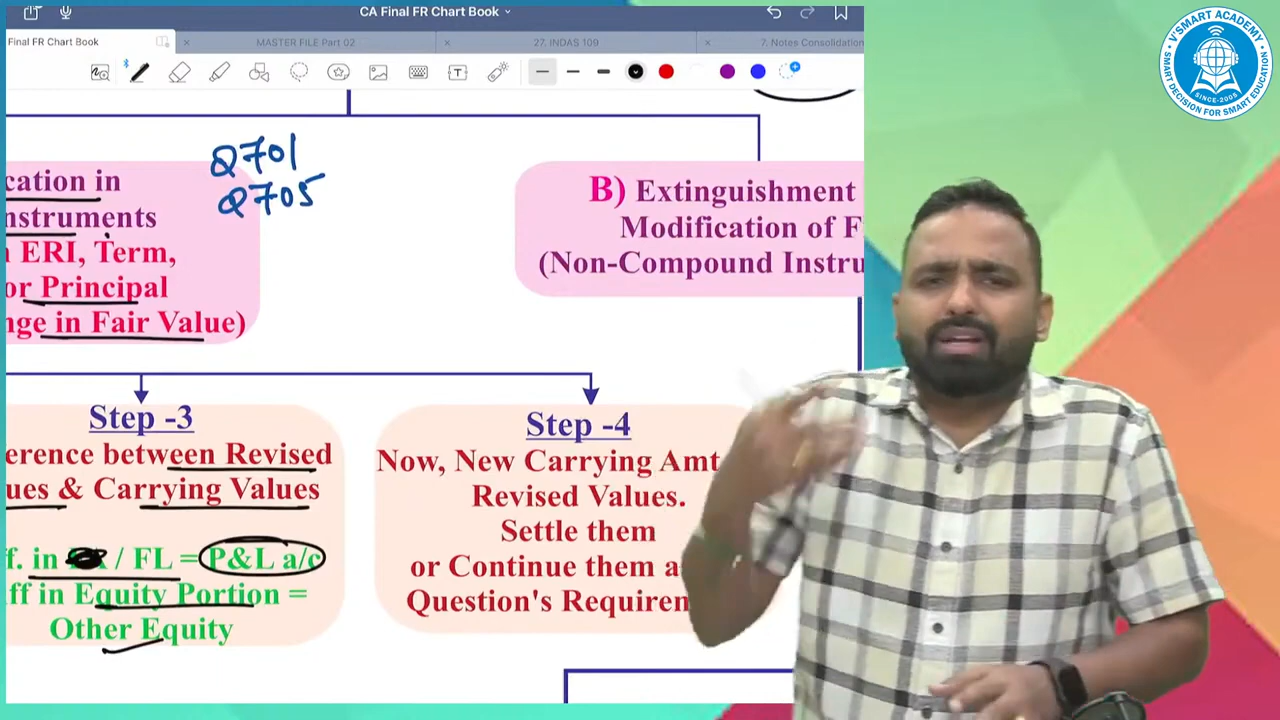 CA Final FR Chart Book
Final FR Chart Book
MASTER FILE Part 02
27. INDAS 109
7. Notes Consolidation
V'SMART ACADEMY
SINCE-2005
SMART DECISION FOR SMART EDUCATION
Q701
Q705
cation in
nstruments
n ERI, Term,
or Principal
nge in Fair Value)
B) Extinguishment
Modification of F
(Non-Compound Instru
Step -3
erence between Revised
ues & Carrying Values
f. in / FL = P&L a/c
iff in Equity Portion =
Other Equity
Step -4
Now, New Carrying Amt
Revised Values.
Settle them
or Continue them a
Question's Requirem